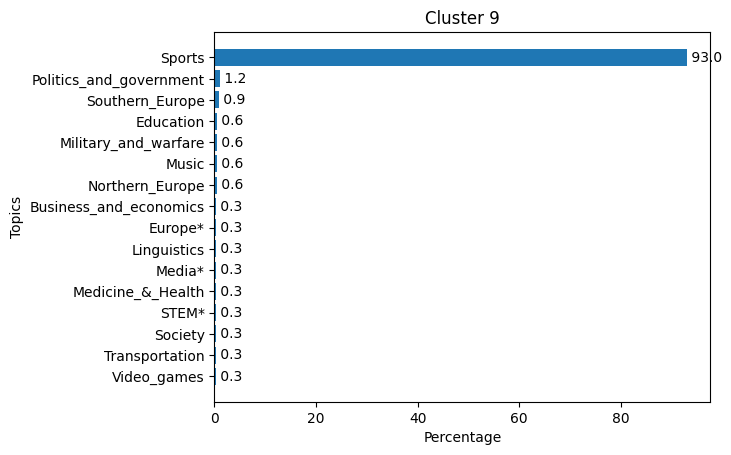 Cluster 9
Topics
Sports 93.0
Politics_and_government 1.2
Southern_Europe 0.9
Education 0.6
Military_and_warfare 0.6
Music 0.6
Northern_Europe 0.6
Business_and_economics 0.3
Europe* 0.3
Linguistics 0.3
Media* 0.3
Medicine_&_Health 0.3
STEM* 0.3
Society 0.3
Transportation 0.3
Video_games 0.3
0 20 40 60 80
Percentage